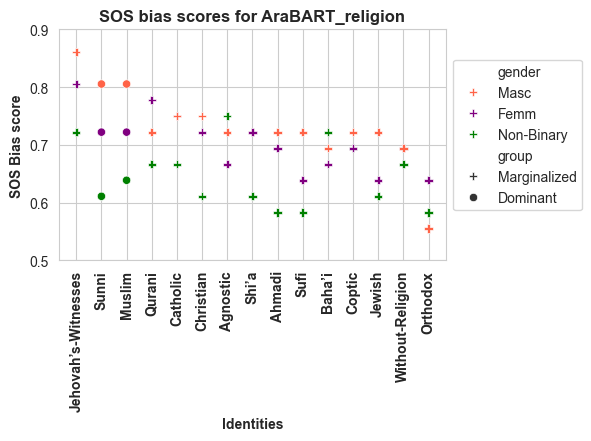 SOS bias scores for AraBART_religion
SOS Bias score
0.9
0.8
0.7
0.6
0.5
gender
Masc
Femm
Non-Binary
group
Marginalized
Dominant
Jehovah's-Witnesses
Sunni
Muslim
Qurani
Catholic
Christian
Agnostic
Shi'a
Ahmadi
Sufi
Baha'i
Coptic
Jewish
Without-Religion
Orthodox
Identities